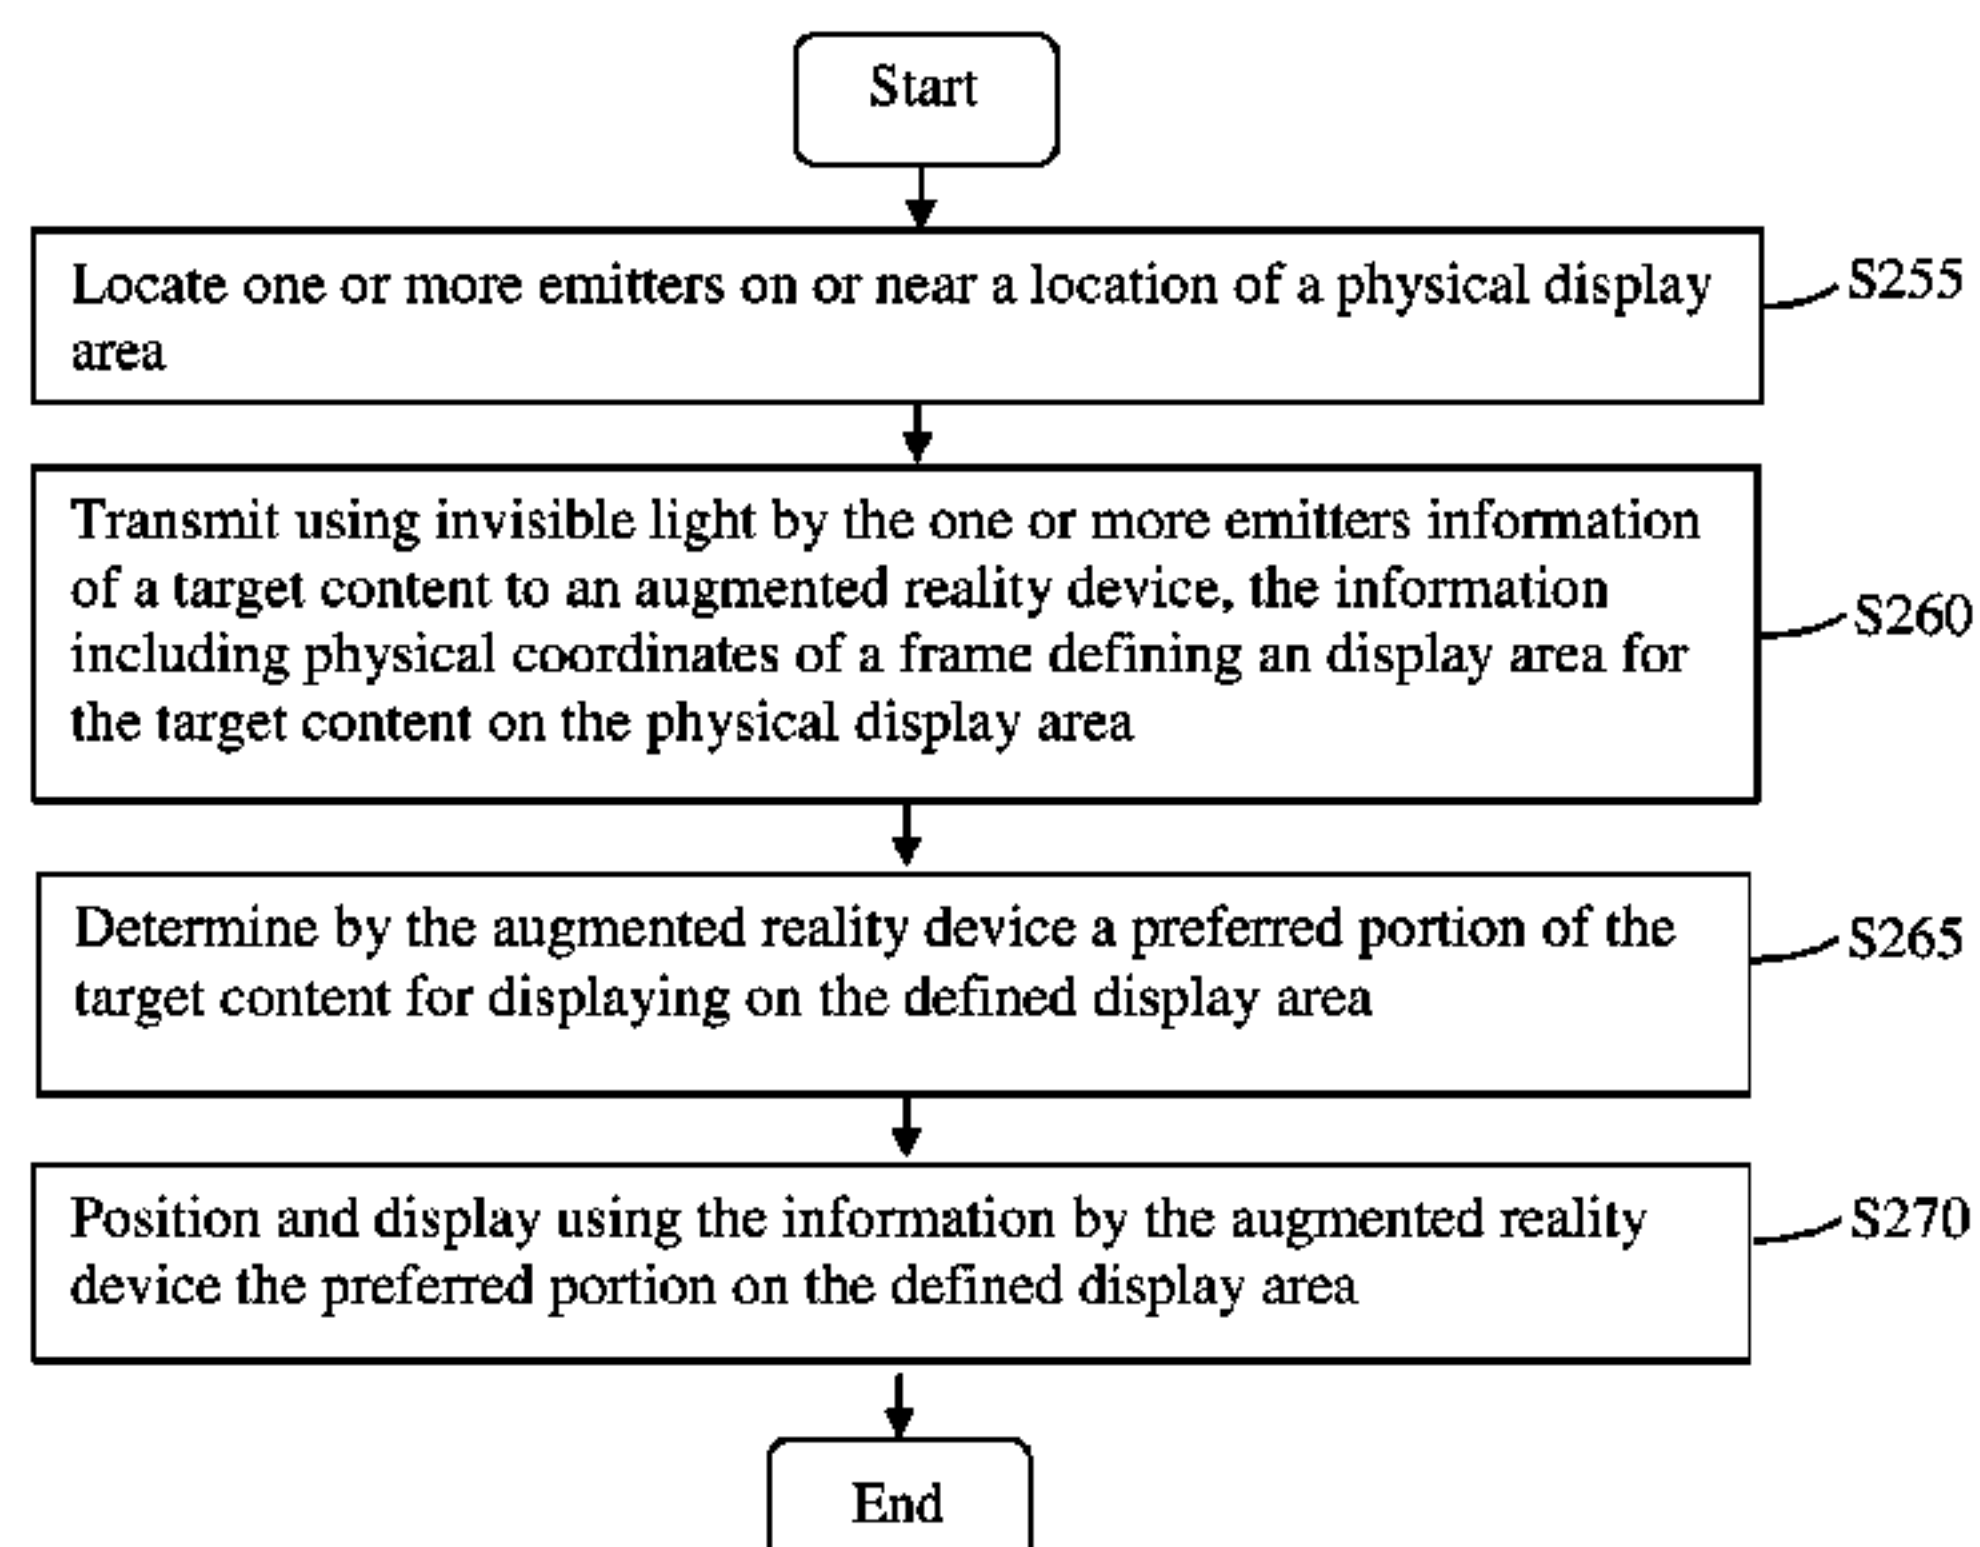 Start
Locate one or more emitters on or near a location of a physical display
area
S255
Transmit using invisible light by the one or more emitters information
of a target content to an augmented reality device, the information
including physical coordinates of a frame defining an display area for
the target content on the physical display area
S260
Determine by the augmented reality device a preferred portion of the
target content for displaying on the defined display area
S265
Position and display using the information by the augmented reality
device the preferred portion on the defined display area
S270
End